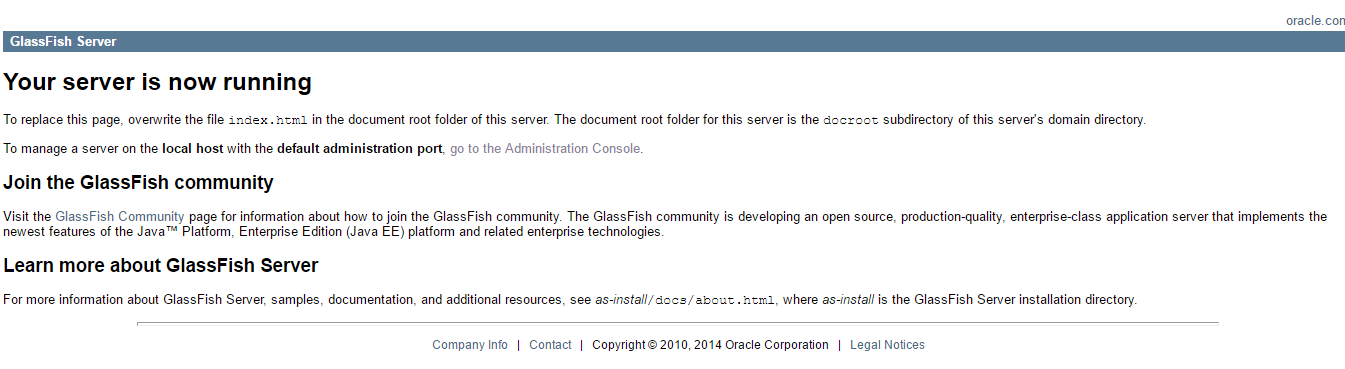 oracle.com
GlassFish Server
Your server is now running
To replace this page, overwrite the file index.html in the document root folder of this server. The document root folder for this server is the docroot subdirectory of this server's domain directory.
To manage a server on the local host with the default administration port, go to the Administration Console.
Join the GlassFish community
Visit the GlassFish Community page for information about how to join the GlassFish community. The GlassFish community is developing an open source, production-quality, enterprise-class application server that implements the
newest features of the Java™ Platform, Enterprise Edition (Java EE) platform and related enterprise technologies.
Learn more about GlassFish Server
For more information about GlassFish Server, samples, documentation, and additional resources, see as-install/docs/about.html, where as-install is the GlassFish Server installation directory.
Company Info | Contact | Copyright © 2010, 2014 Oracle Corporation | Legal Notices